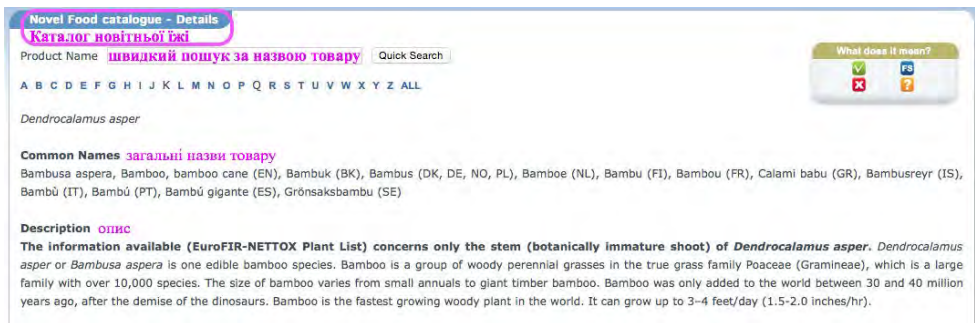 Novel Food catalogue - Details
Каталог новітньої їжі
Product Name швидкий пошук за назвою товару Quick Search
What does it mean?
FS
?
A B C D E F G H I J K L M N O P Q R S T U V W X Y Z ALL
Dendrocalamus asper
Common Names загальні назви товару
Bambusa aspera, Bamboo, bamboo cane (EN), Bambuk (BK), Bambus (DK, DE, NO, PL), Bamboe (NL), Bambu (FI), Bambou (FR), Calami babu (GR), Bambusreyr (IS),
Bambù (IT), Bambú (PT), Bambú gigante (ES), Grönsaksbambu (SE)
Description опис
The information available (EuroFIR-NETTOX Plant List) concerns only the stem (botanically immature shoot) of Dendrocalamus asper. Dendrocalamus
asper or Bambusa aspera is one edible bamboo species. Bamboo is a group of woody perennial grasses in the true grass family Poaceae (Gramineae), which is a large
family with over 10,000 species. The size of bamboo varies from small annuals to giant timber bamboo. Bamboo was only added to the world between 30 and 40 million
years ago, after the demise of the dinosaurs. Bamboo is the fastest growing woody plant in the world. It can grow up to 3–4 feet/day (1.5-2.0 inches/hr).